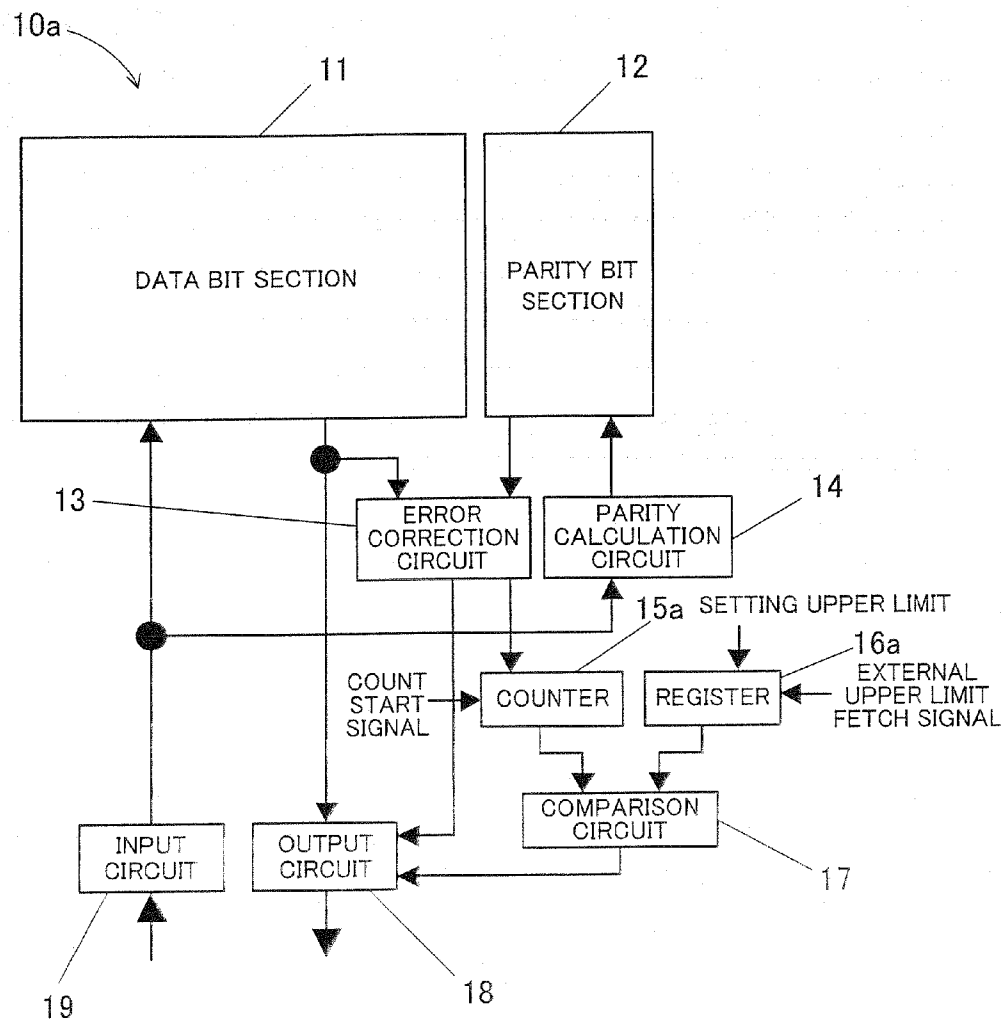 10a
11
12
DATA BIT SECTION
PARITY BIT
SECTION
13
ERROR
CORRECTION
CIRCUIT
PARITY
CALCULATION
CIRCUIT
14
15a
SETTING UPPER LIMIT
16a
COUNT
START
SIGNAL
COUNTER
REGISTER
EXTERNAL
UPPER LIMIT
FETCH SIGNAL
COMPARISON
CIRCUIT
17
INPUT
CIRCUIT
OUTPUT
CIRCUIT
19
18